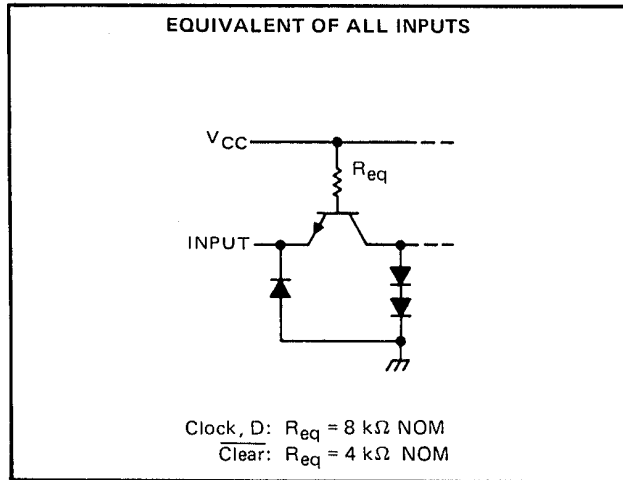 EQUIVALENT OF ALL INPUTS
VCC
Req
INPUT
Clock, D: Req = 8 kΩ NOM
Clear: Req = 4 kΩ NOM